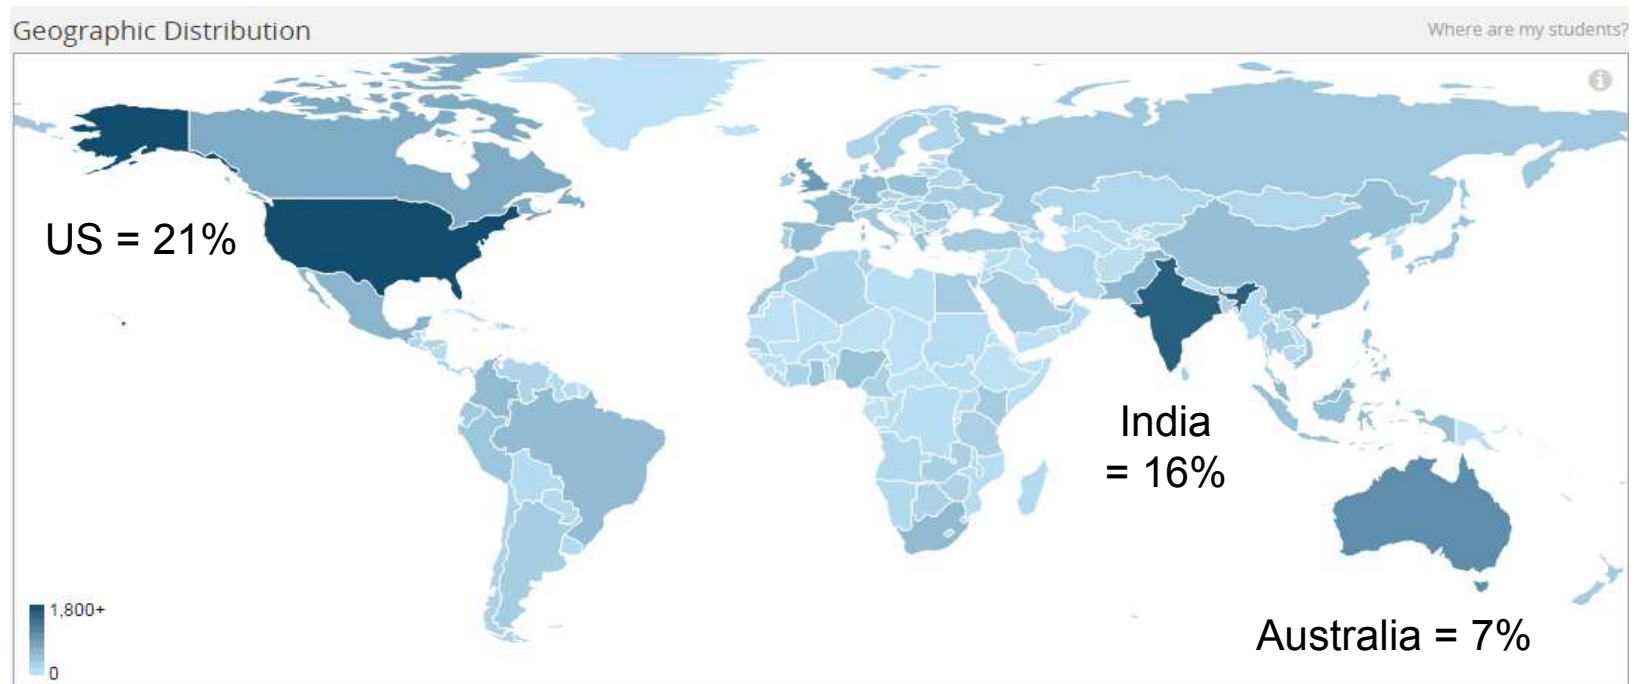 Geographic Distribution
Where are my students?
US = 21%
India
= 16%
Australia = 7%
1,800+
0